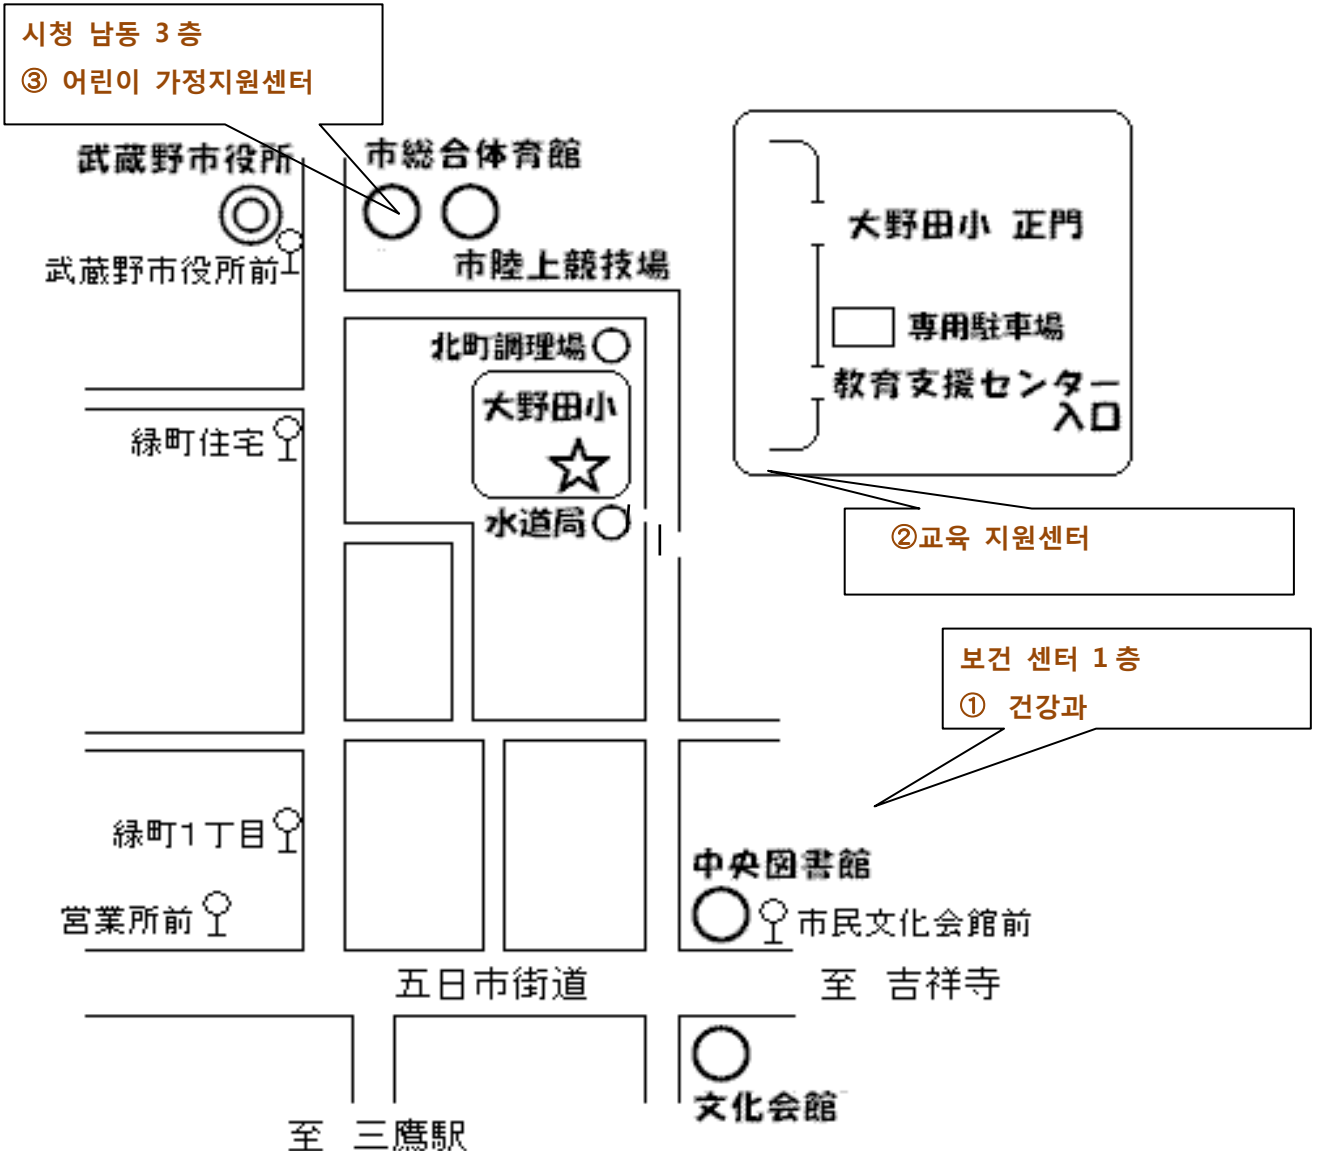 시청 남동 3층
③ 어린이 가정지원센터
武蔵野市役所
市総合体育館
武蔵野市役所前
市陸上競技場
大野田小 正門
北町調理場
専用駐車場
大野田小
教育支援センター
入口
緑町住宅
水道局
②교육 지원센터
보건 센터 1층
① 건강과
緑町1丁目
中央図書館
営業所前
市民文化会館前
五日市街道
至 吉祥寺
文化会館
至 三鷹駅